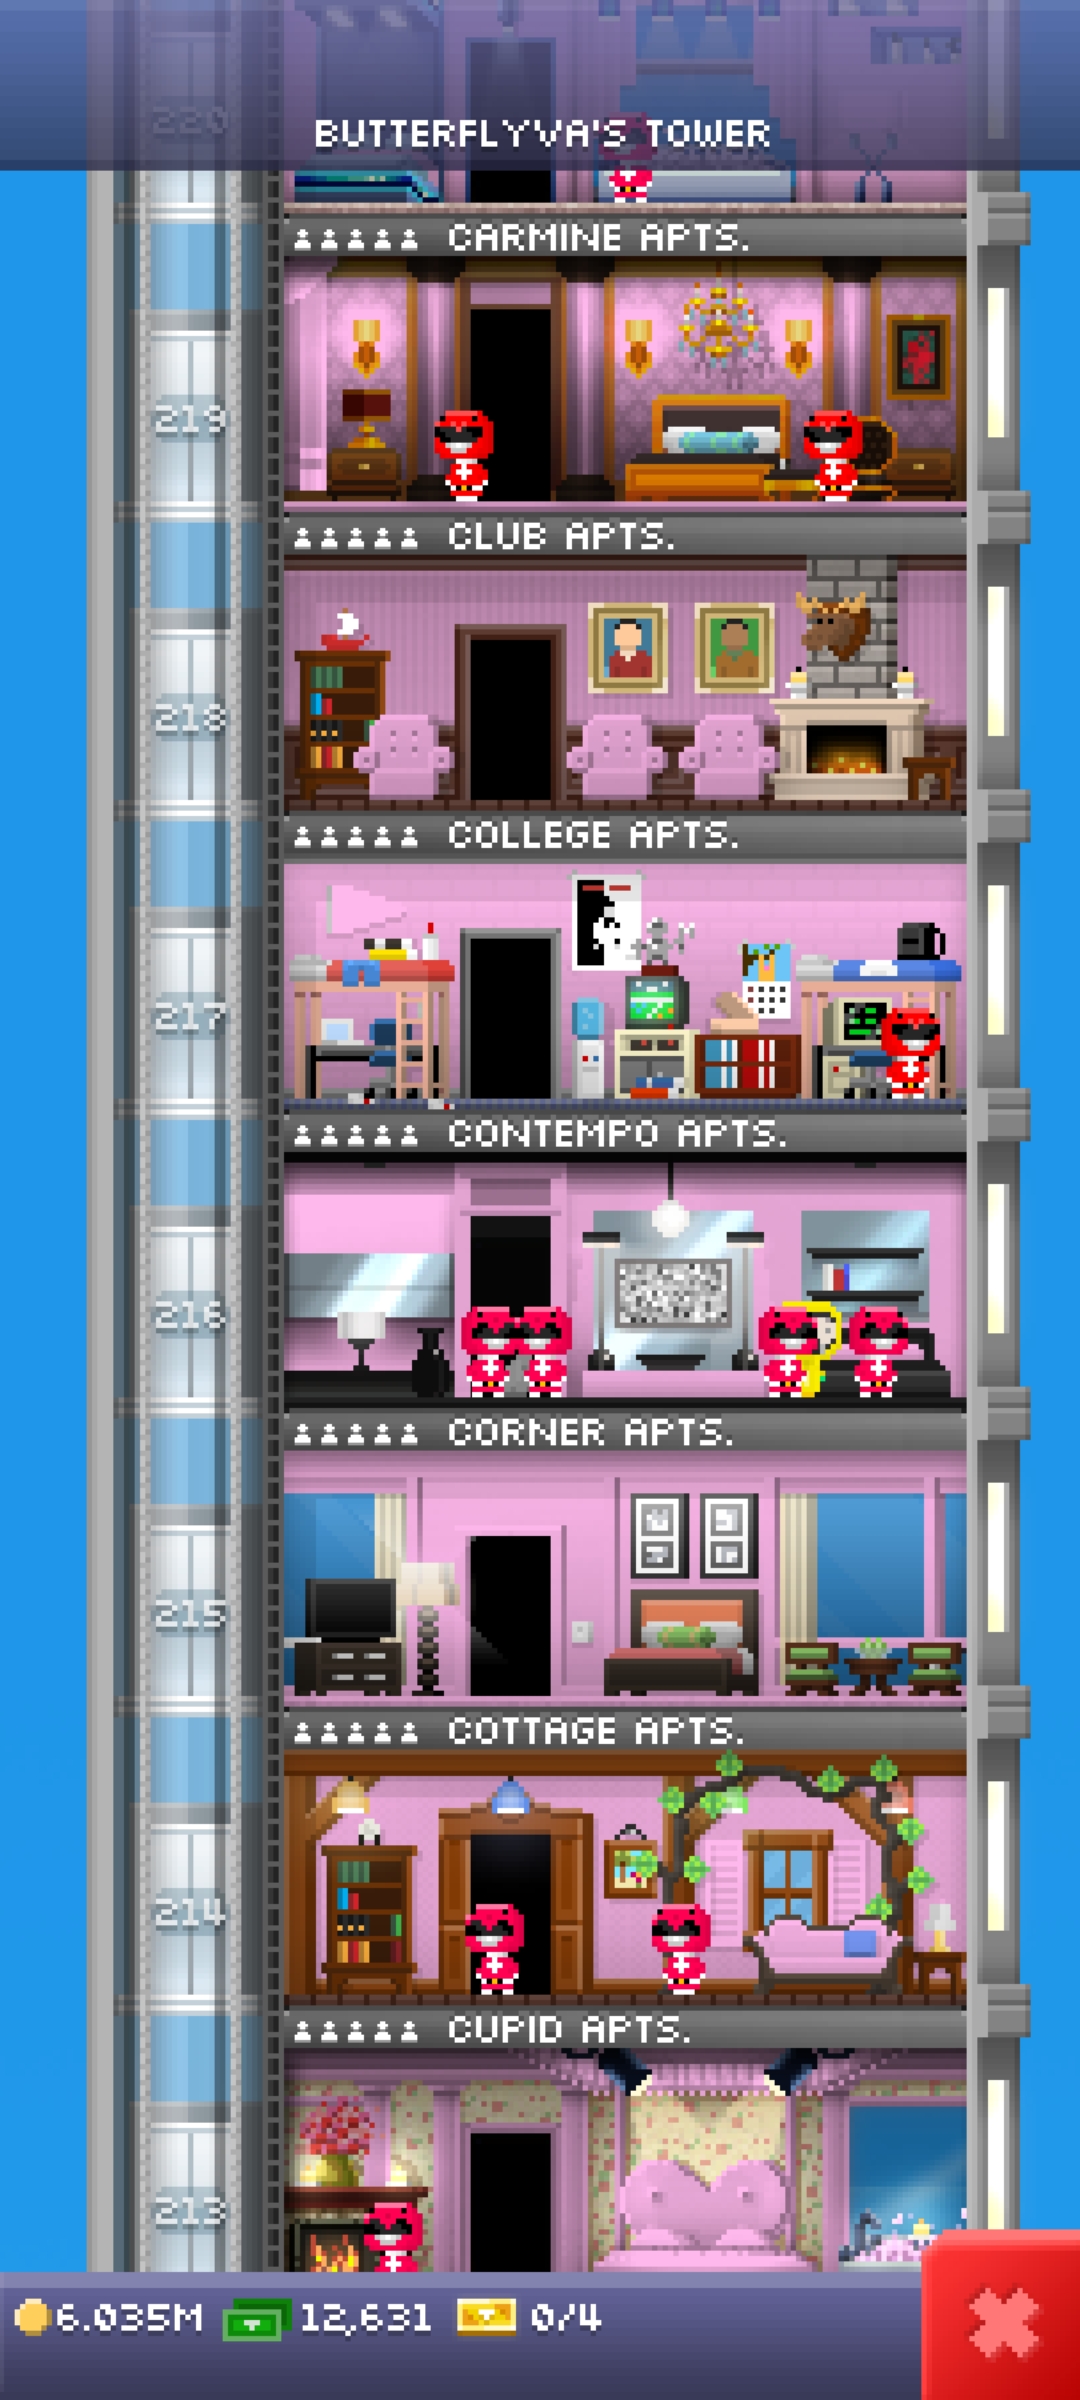 220
BUTTERFLYVA'S TOWER
CARMINE APTS.
219
CLUB APTS.
218
COLLEGE APTS.
217
CONTEMPO APTS.
216
CORNER APTS.
215
COTTAGE APTS.
214
CUPID APTS.
213
6.035M 12,631 0/4